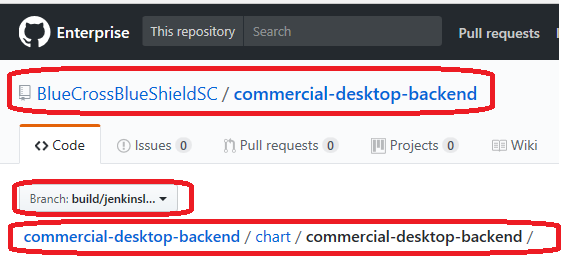 Enterprise This repository Search Pull requests
BlueCrossBlueShieldSC / commercial-desktop-backend
Code Issues 0 Pull requests 0 Projects 0 Wiki
Branch: build/jenkinsl...
commercial-desktop-backend / chart / commercial-desktop-backend /